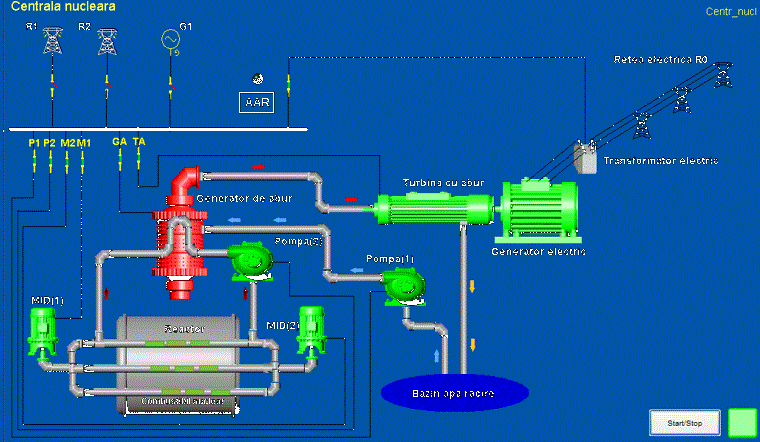 Centrala nucleara
Centr_nucl
R1
R2
G1
T9
Retea electrica R0
AAR
P1 P2 M2 M1
GA TA
Transformator electric
Generator de abur
Turbina cu abur
Generator electric
Pompa(2)
Pompa(1)
MID(1)
MID(2)
Reactor
Bazin apa racire
Start/Stop